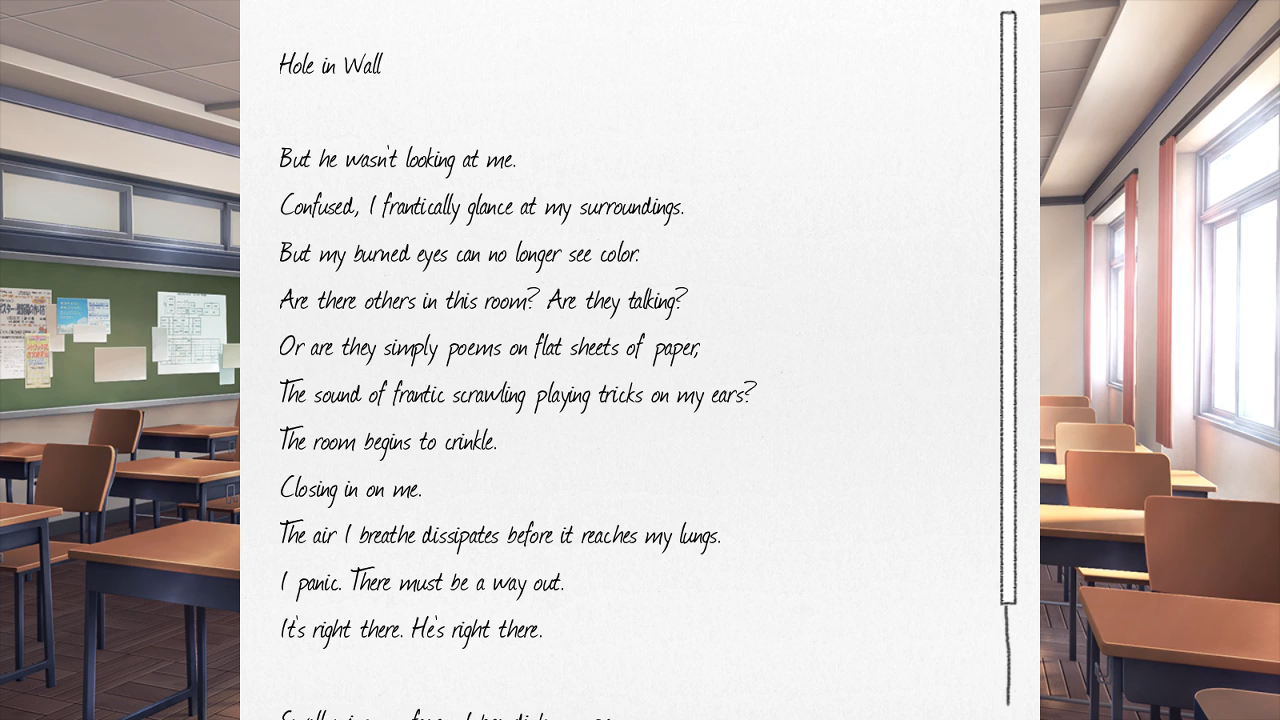 Hole in Wall
But he wasn't looking at me.
Confused, I frantically glance at my surroundings.
But my burned eyes can no longer see color.
Are there others in this room? Are they talking?
Or are they simply poems on flat sheets of paper,
The sound of frantic scrawling playing tricks on my ears?
The room begins to crinkle.
Closing in on me.
The air I breathe dissipates before it reaches my lungs.
I panic. There must be a way out.
It's right there. He's right there.